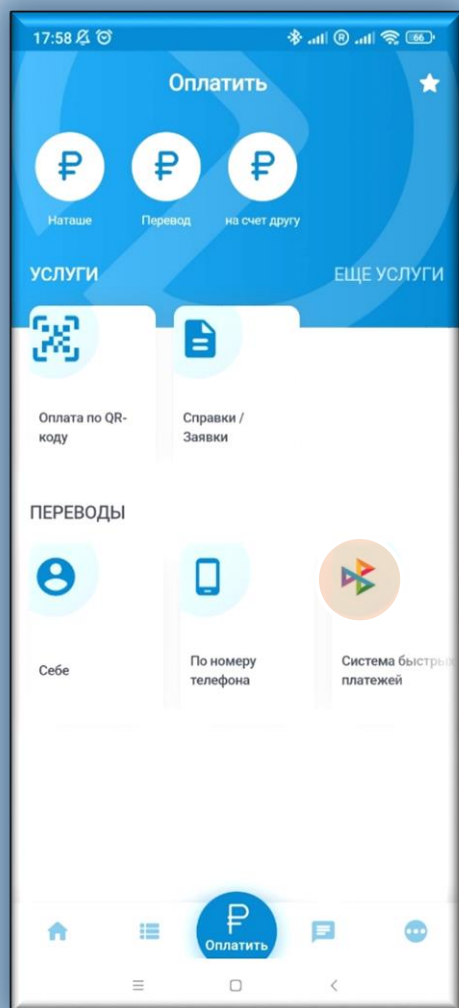 17:58
66
Оплатить
Наташе
Перевод
на счет другу
УСЛУГИ
ЕЩЕ УСЛУГИ
Оплата по QR-
коду
Справки /
Заявки
ПЕРЕВОДЫ
Себе
По номеру
телефона
Система быстрых
платежей
Оплатить